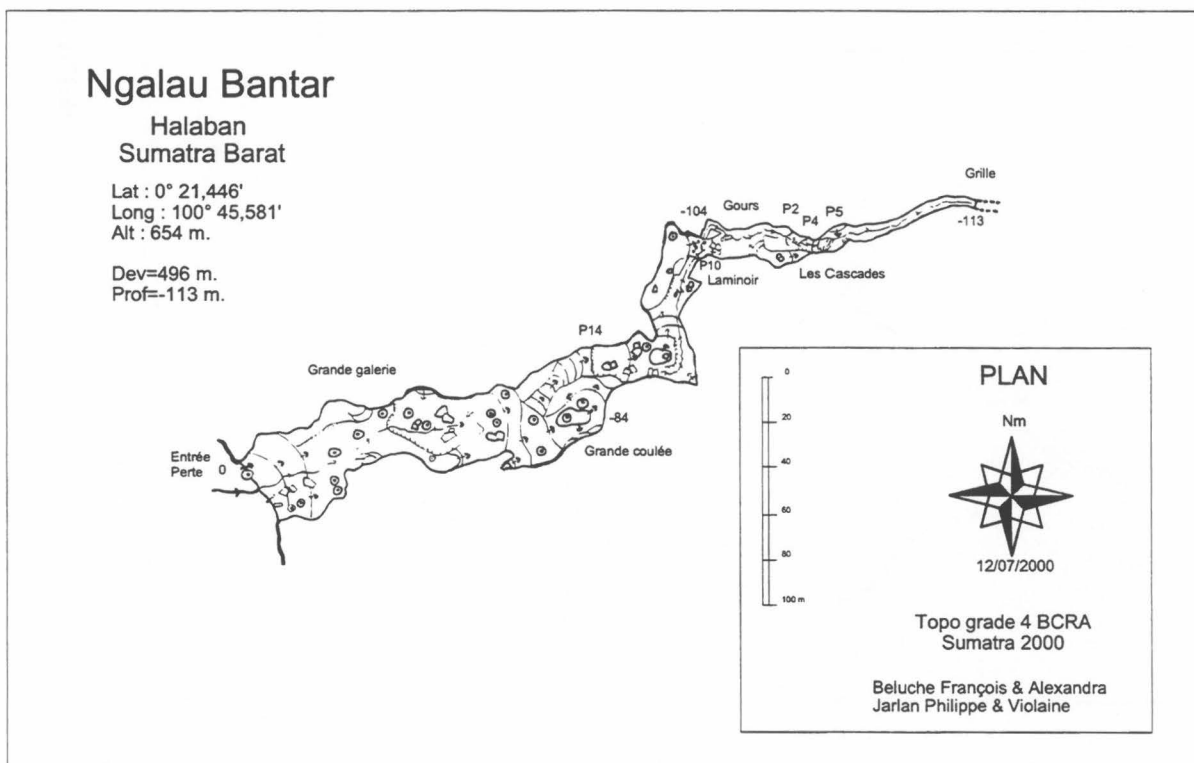 Ngalau Bantar
Halaban
Sumatra Barat
Lat : 0° 21,446'
Long : 100° 45,581'
Alt : 654 m.
Dev=496 m.
Prof=-113 m.
Grille
-113
Gours
P2
P4
P5
-104
P10
Laminoir
Les Cascades
P14
Grande galerie
-84
Grande coulée
Entrée
Perte
0
PLAN
Nm
12/07/2000
0
20
40
60
80
100 m
Topo grade 4 BCRA
Sumatra 2000
Beluche François & Alexandra
Jarlan Philippe & Violaine